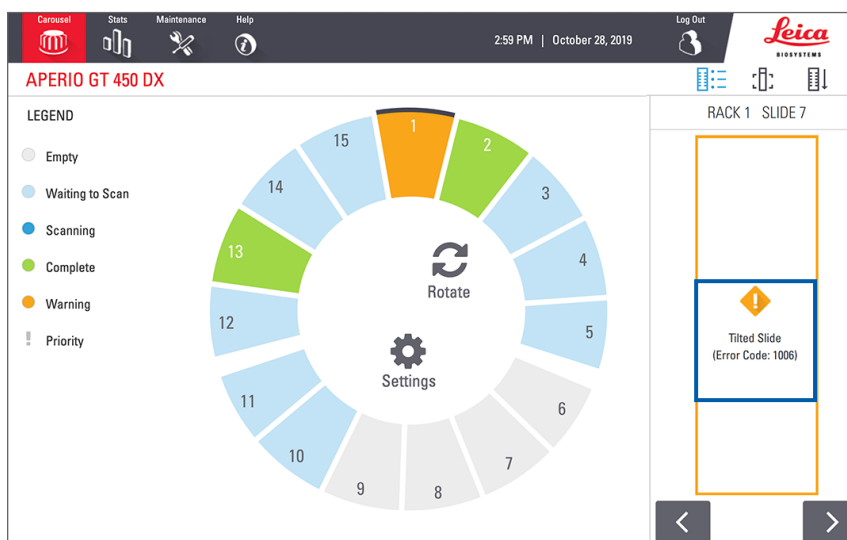 Carousel Stats Maintenance Help
2:59 PM | October 28, 2019
Log Out
Leica
BIOSYSTEMS
APERIO GT 450 DX
RACK 1 SLIDE 7
LEGEND
Empty
Waiting to Scan
Scanning
Complete
Warning
! Priority
1
2
3
4
5
6
7
8
9
10
11
12
13
14
15
Rotate
Settings
!
Tilted Slide
(Error Code: 1006)